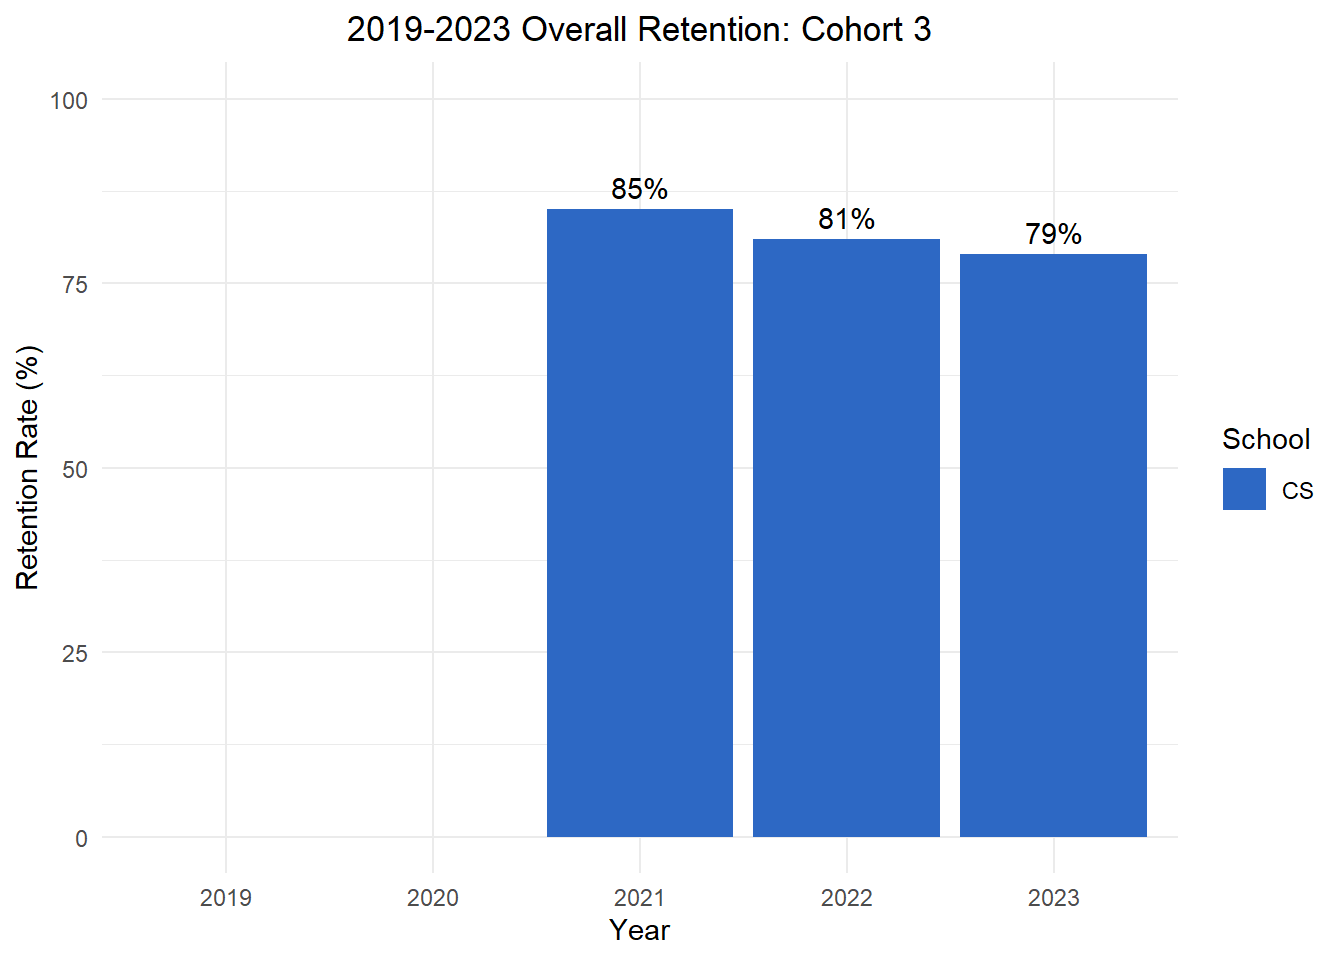 2019-2023 Overall Retention: Cohort 3
Retention Rate (%)
100
75
50
25
0
85%
81%
79%
2019
2020
2021
2022
2023
Year
School
CS